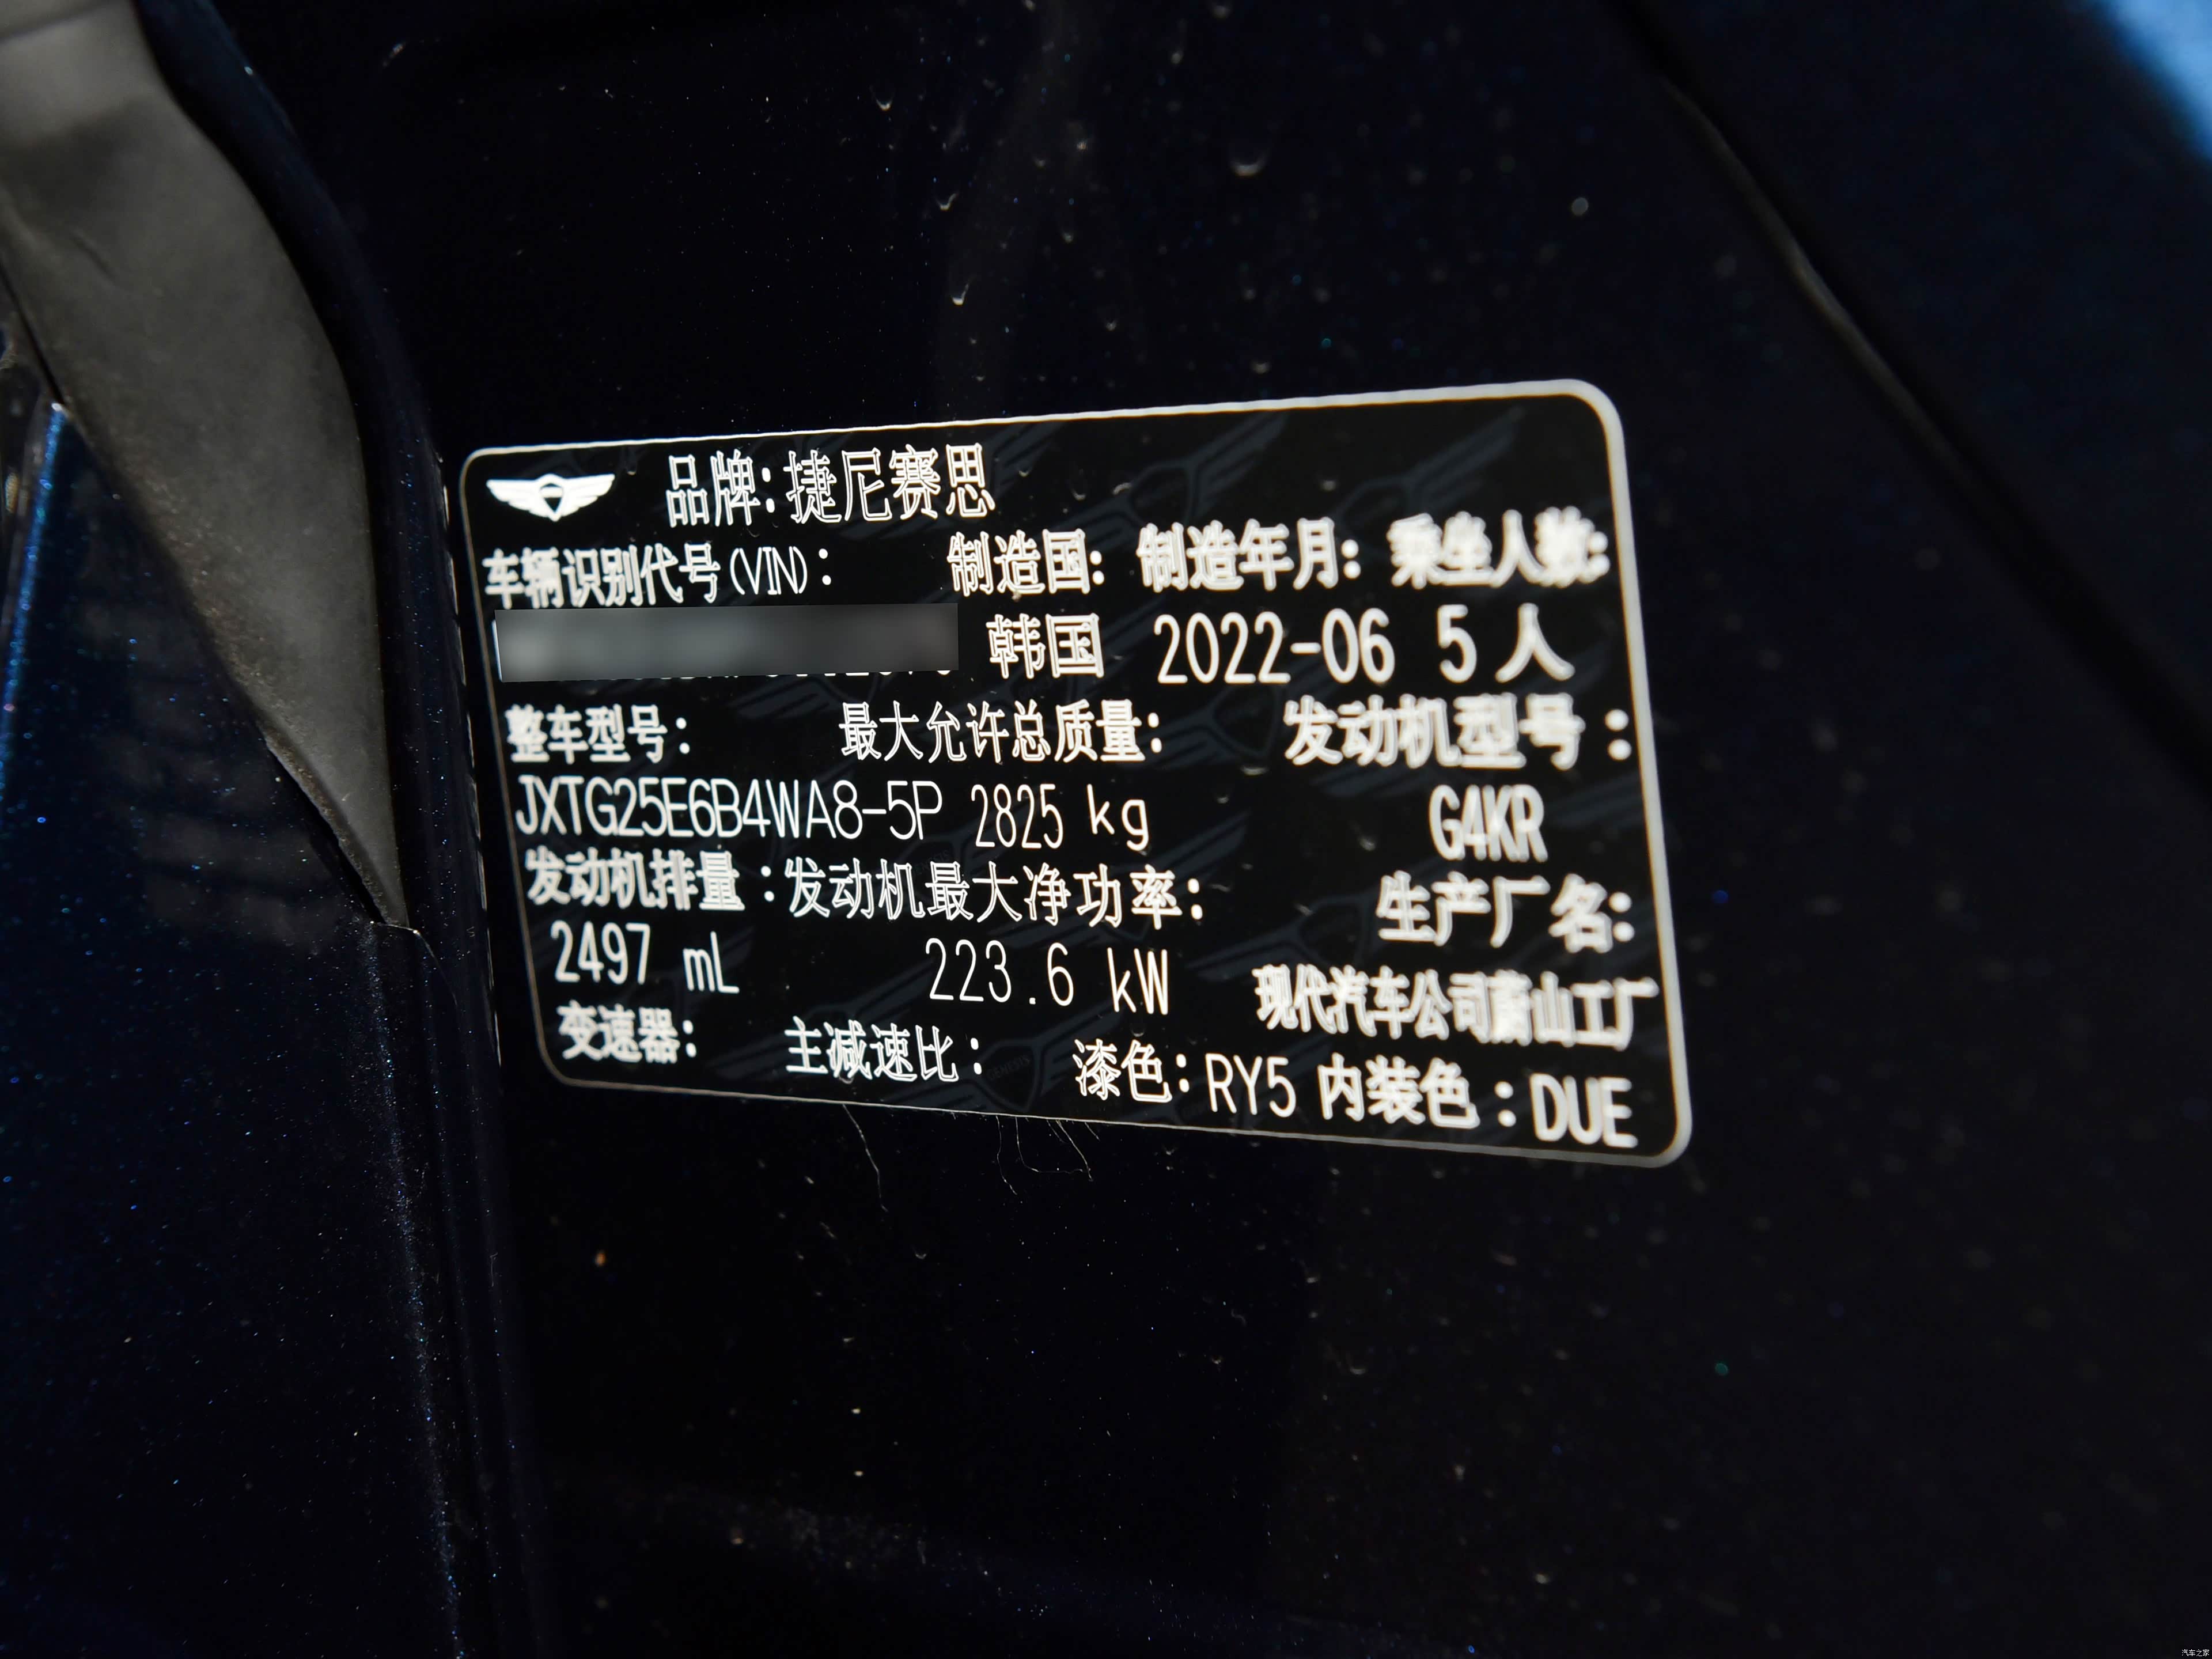 品牌:捷尼赛思
车辆识别代号(VIN): 制造国: 制造年月: 乘坐人数:
韩国 2022-06 5 人
整车型号: 最大允许总质量: 发动机型号:
JXTG25E6B4WA8-5P 2825 kg G4KR
发动机排量:发动机最大净功率: 生产厂名:
2497 mL 223.6 kW 现代汽车公司蔚山工厂
变速器: 主减速比: 漆色:RY5 内装色:DUE
汽车之家